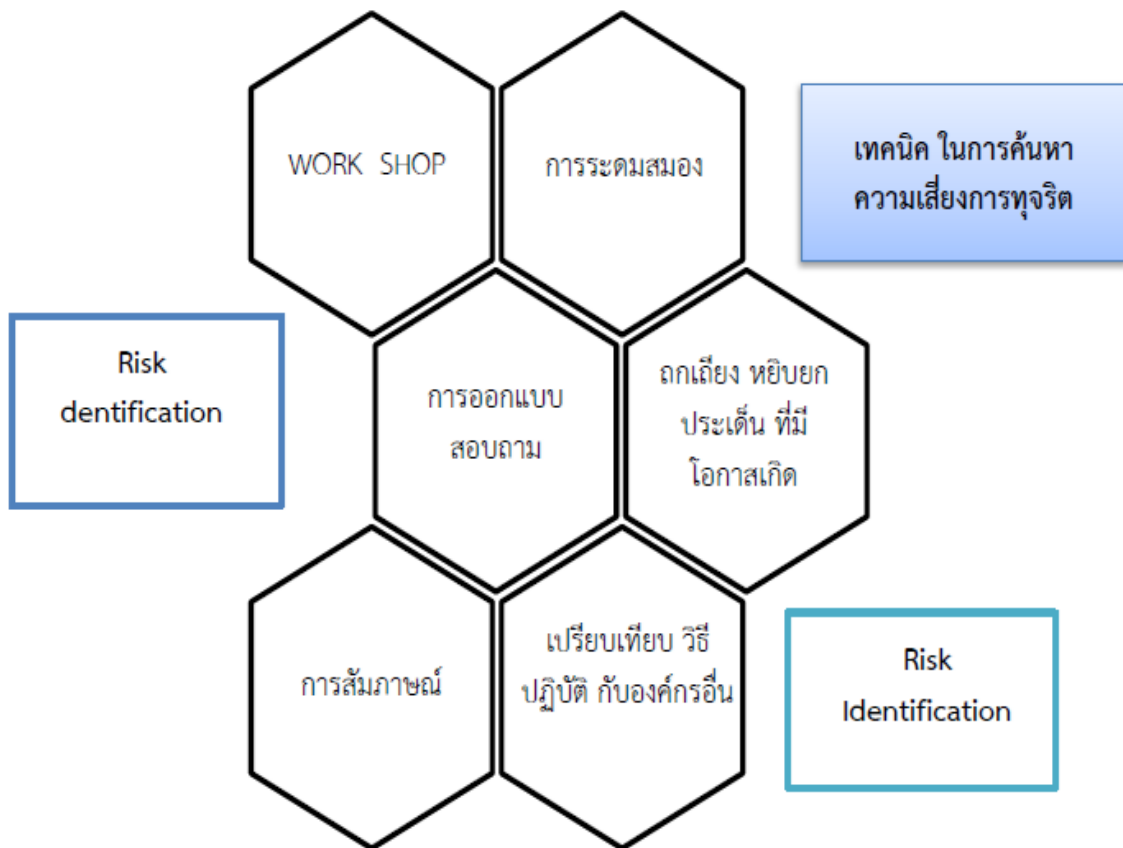 WORK SHOP
การระดมสมอง
เทคนิค ในการค้นหา
ความเสี่ยงการทุจริต
Risk
dentification
การออกแบบ
สอบถาม
ถกเถียง หยิบยก
ประเด็น ที่มี
โอกาสเกิด
การสัมภาษณ์
เปรียบเทียบ วิธี
ปฏิบัติ กับองค์กรอื่น
Risk
Identification